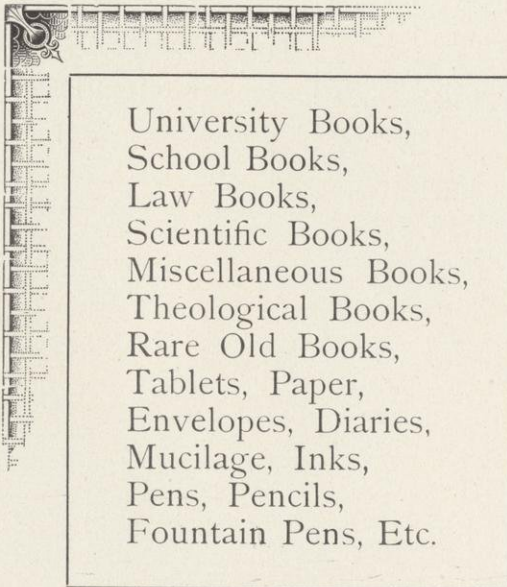 University Books,
School Books,
Law Books,
Scientific Books,
Miscellaneous Books,
Theological Books,
Rare Old Books,
Tablets, Paper,
Envelopes, Diaries,
Mucilage, Inks,
Pens, Pencils,
Fountain Pens, Etc.